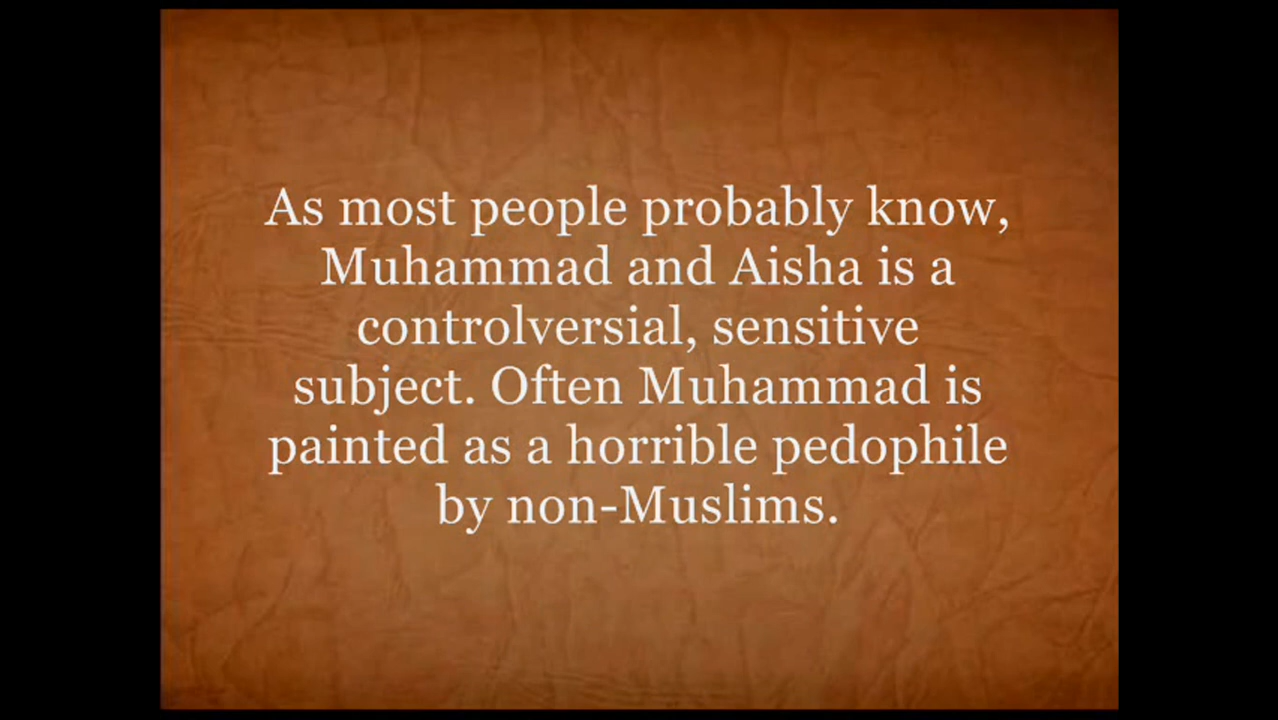 As most people probably know,
Muhammad and Aisha is a
controlversial, sensitive
subject. Often Muhammad is
painted as a horrible pedophile
by non-Muslims.